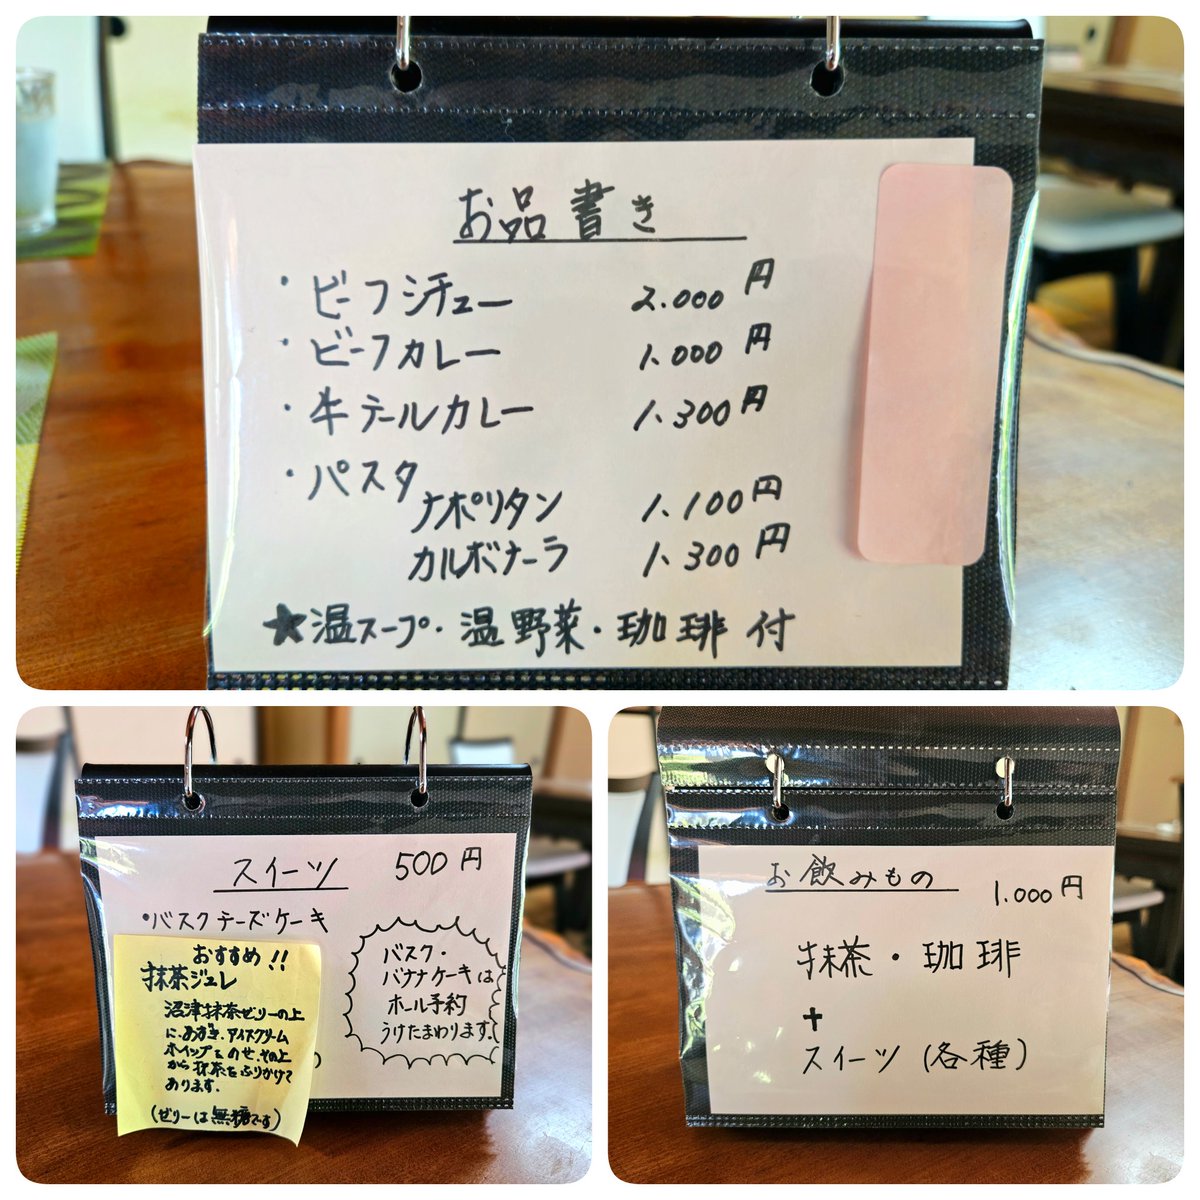 お品書き
・ビーフシチュー 2.000円
・ビーフカレー 1.000円
・牛テールカレー 1.300円
・パスタ
ナポリタン 1.100円
カルボナーラ 1.300円
★温スープ・温野菜・珈琲付
スイーツ 500円
・バスクチーズケーキ
おすすめ!!
抹茶ジュレ
沼津抹茶ゼリーの上
に、あずき、アイスクリーム
ホイップをのせ、その上
から抹茶をふりかけて
あります。
(ゼリーは無糖です)
バスク・
バナナケーキは
ホール予約
うけたまわります。
お飲みもの 1.000円
抹茶・珈琲
+
スイーツ(各種)